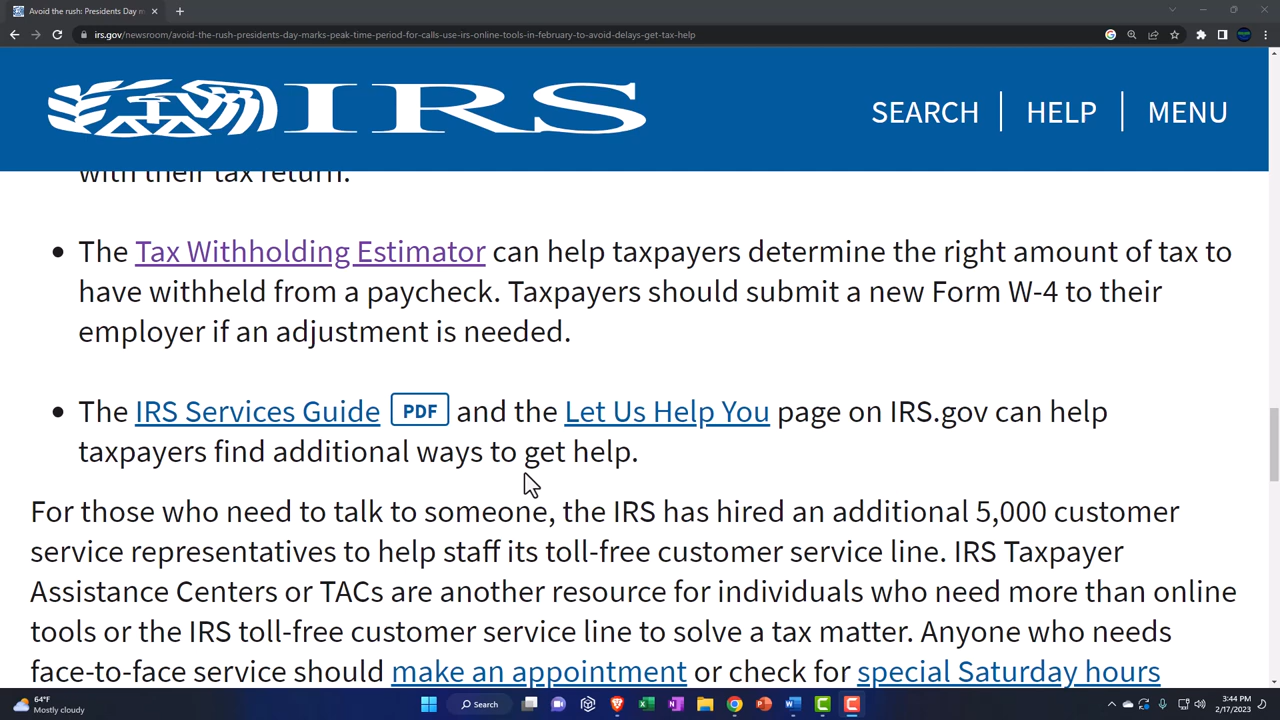 Avoid the rush: Presidents Day m
irs.gov/newsroom/avoid-the-rush-presidents-day-marks-peak-time-period-for-calls-use-irs-online-tools-in-february-to-avoid-delays-get-tax-help
IRS
SEARCH HELP MENU
with their tax return.
• The Tax Withholding Estimator can help taxpayers determine the right amount of tax to
have withheld from a paycheck. Taxpayers should submit a new Form W-4 to their
employer if an adjustment is needed.
• The IRS Services Guide PDF and the Let Us Help You page on IRS.gov can help
taxpayers find additional ways to get help.
For those who need to talk to someone, the IRS has hired an additional 5,000 customer
service representatives to help staff its toll-free customer service line. IRS Taxpayer
Assistance Centers or TACs are another resource for individuals who need more than online
tools or the IRS toll-free customer service line to solve a tax matter. Anyone who needs
face-to-face service should make an appointment or check for special Saturday hours
64°F
Mostly cloudy
Search
3:44 PM
2/17/2023